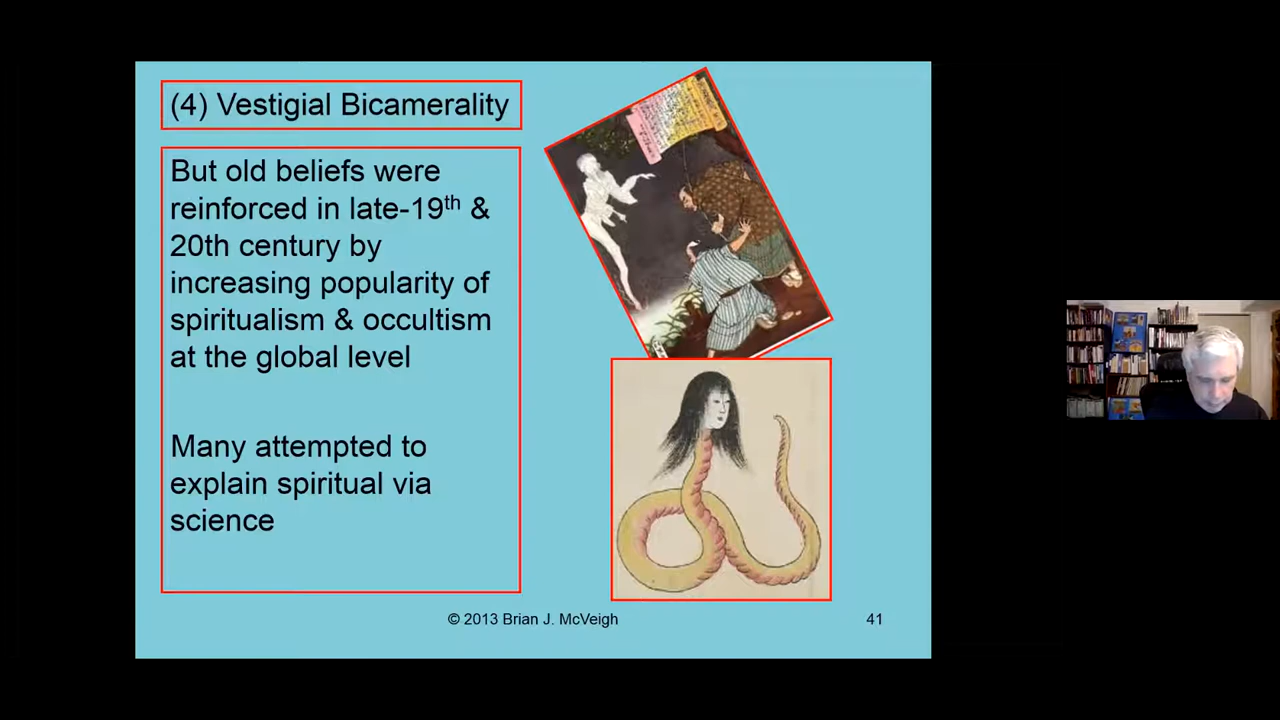 (4) Vestigial Bicamerality
But old beliefs were
reinforced in late-19th &
20th century by
increasing popularity of
spiritualism & occultism
at the global level
Many attempted to
explain spiritual via
science
© 2013 Brian J. McVeigh
41